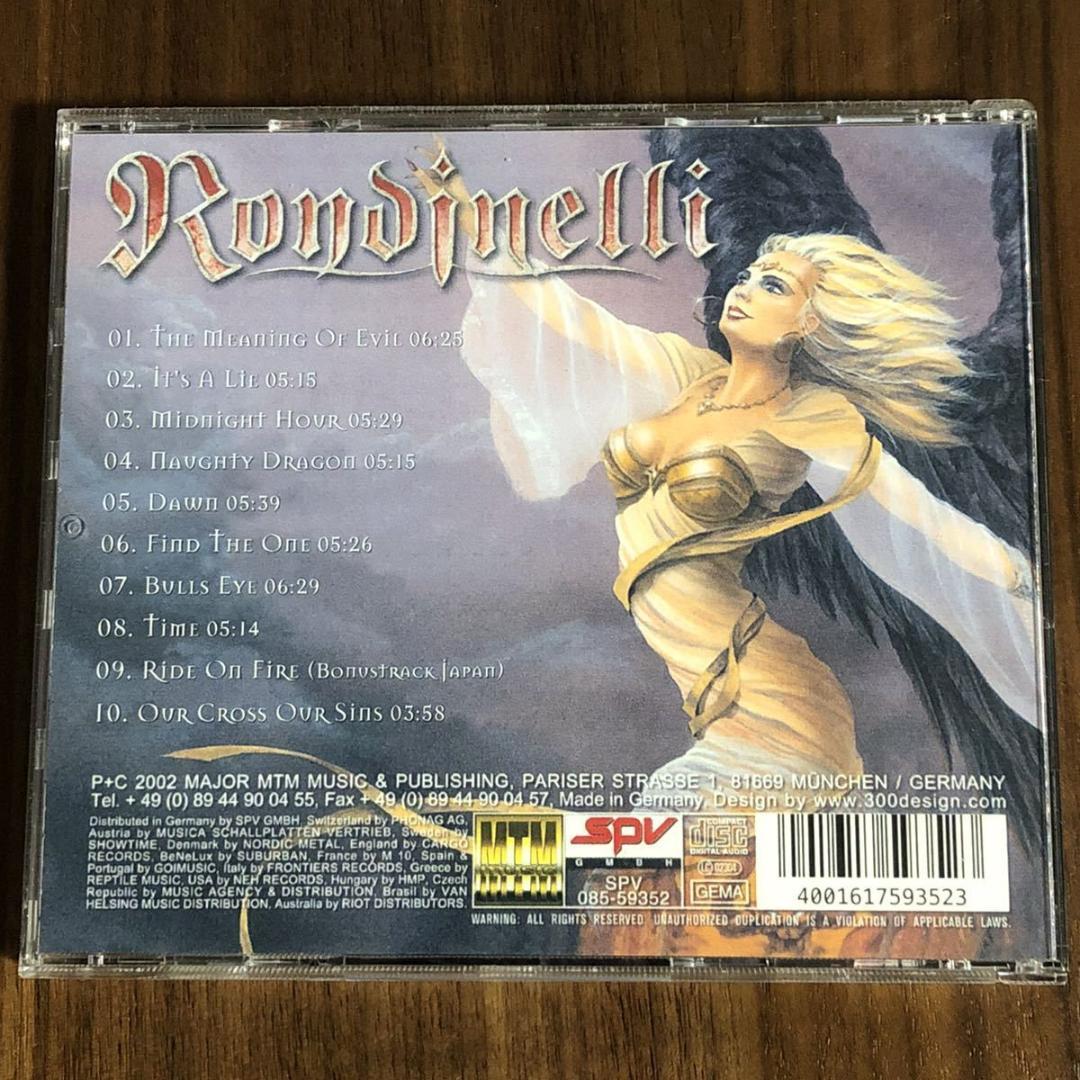 Rondinelli
01. The Meaning Of Evil 06:25
02. It's A Lie 05:15
03. Midnight Hour 05:29
04. Naughty Dragon 05:15
05. Dawn 05:39
06. Find The One 05:26
07. Bulls Eye 06:29
08. Time 05:14
09. Ride On Fire (Bonustrack Japan)
10. Our Cross Our Sins 03:58
P+C 2002 MAJOR MTM MUSIC & PUBLISHING, PARISER STRASSE 1, 81669 MÜNCHEN / GERMANY
Tel. + 49 (0) 89 44 90 04 55, Fax + 49 (0) 89 44 90 04 57, Made in Germany, Design by www.300design.com
Distributed in Germany by SPV GMBH, Switzerland by PHONAG AG,
Austria by MUSICA SCHALLPLATTEN VERTRIEB, Sweden by
SHOWTIME, Denmark by NORDIC METAL, England by CARGO
RECORDS, BeNeLux by SUBURBAN, France by M 10, Spain &
Portugal by GOIMUSIC, Italy by FRONTIERS RECORDS, Greece by
REPTILE MUSIC, USA by NEH RECORDS, Hungary by HMP, Czech
Republic by MUSIC AGENCY & DISTRIBUTION, Brasil by VAN
HELSING MUSIC DISTRIBUTION, Australia by RIOT DISTRIBUTORS.
MTM
MUSIC
SPV
GMBH
SPV
085-59352
COMPACT
disc
DIGITAL AUDIO
GEMA
4001617593523
WARNING: ALL RIGHTS RESERVED. UNAUTHORIZED DUPLICATION IS A VIOLATION OF APPLICABLE LAWS.